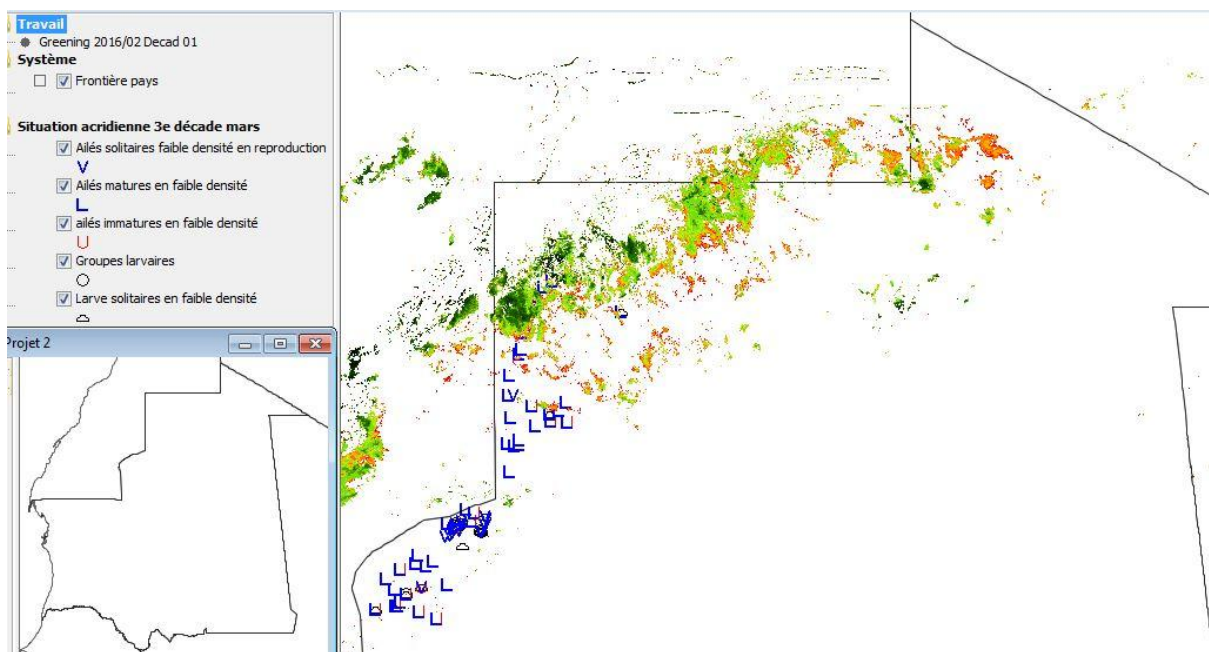 Travail
Greening 2016/02 Decad 01
Système
Frontière pays
Situation acridienne 3e décade mars
Ailés solitaires faible densité en reproduction
Ailés matures en faible densité
ailés immatures en faible densité
Groupes larvaires
Larve solitaires en faible densité
Projet 2